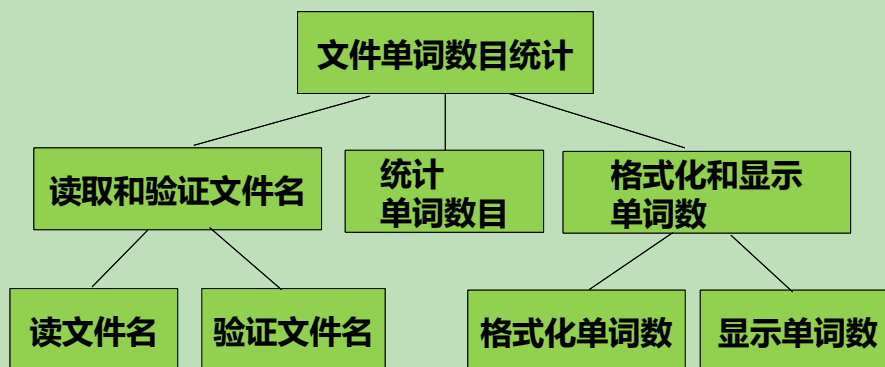 文件单词数目统计
读取和验证文件名
统计
单词数目
格式化和显示
单词数
读文件名
验证文件名
格式化单词数
显示单词数